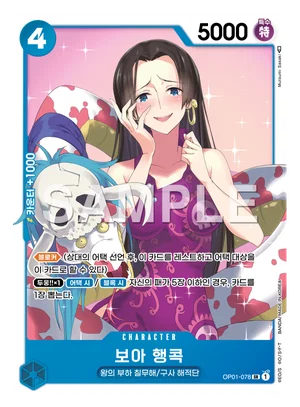 4
5000
특수
特
카운터 +1000
SAMPLE
블로커 (상대의 어택 선언 후, 이 카드를 레스트하고 어택 대상을
이 카드로 할 수 있다)
두웅!!×1 어택 시 / 블록 시 자신의 패가 5장 이하인 경우, 카드를
1장 뽑는다.
CHARACTER
보아 행콕
왕의 부하 칠무해/구사 해적단
OP01-078 SR 1